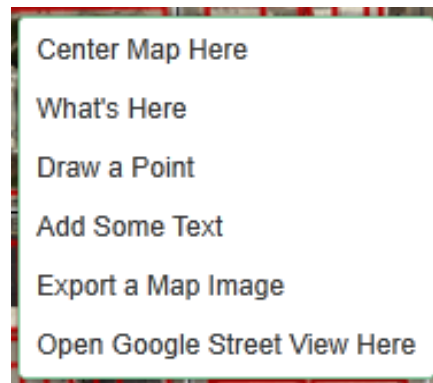 Center Map Here
What's Here
Draw a Point
Add Some Text
Export a Map Image
Open Google Street View Here